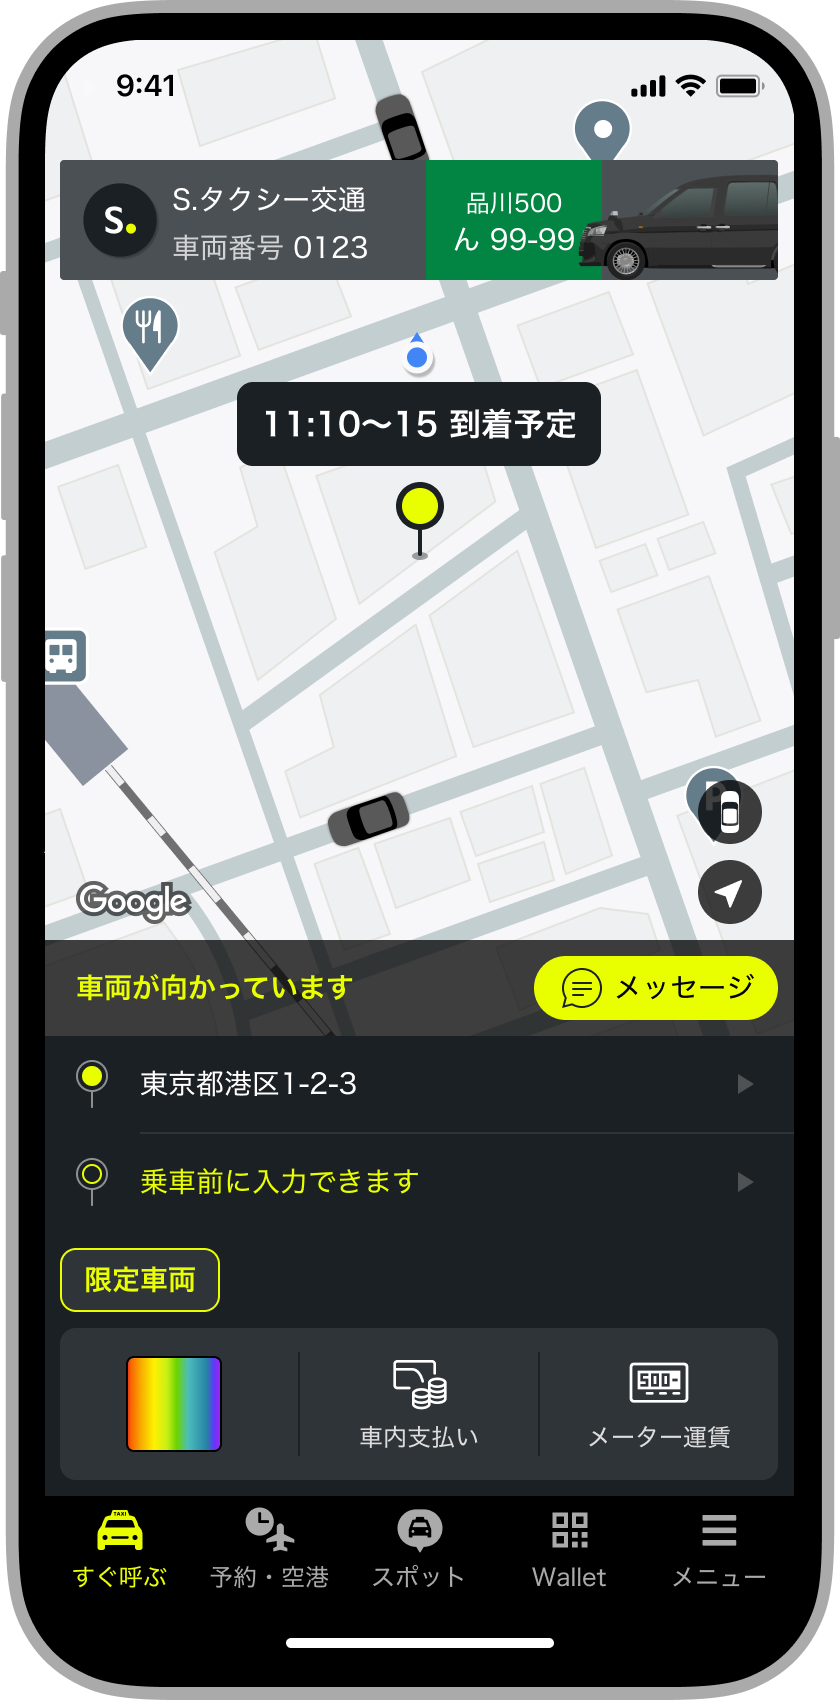 9:41
S.
S.タクシー交通
車両番号 0123
品川500
ん 99-99
11:10〜15 到着予定
P
Google
車両が向かっています
メッセージ
東京都港区1-2-3
乗車前に入力できます
限定車両
500-
車内支払い
メーター運賃
TAXI
すぐ呼ぶ
予約・空港
スポット
Wallet
メニュー